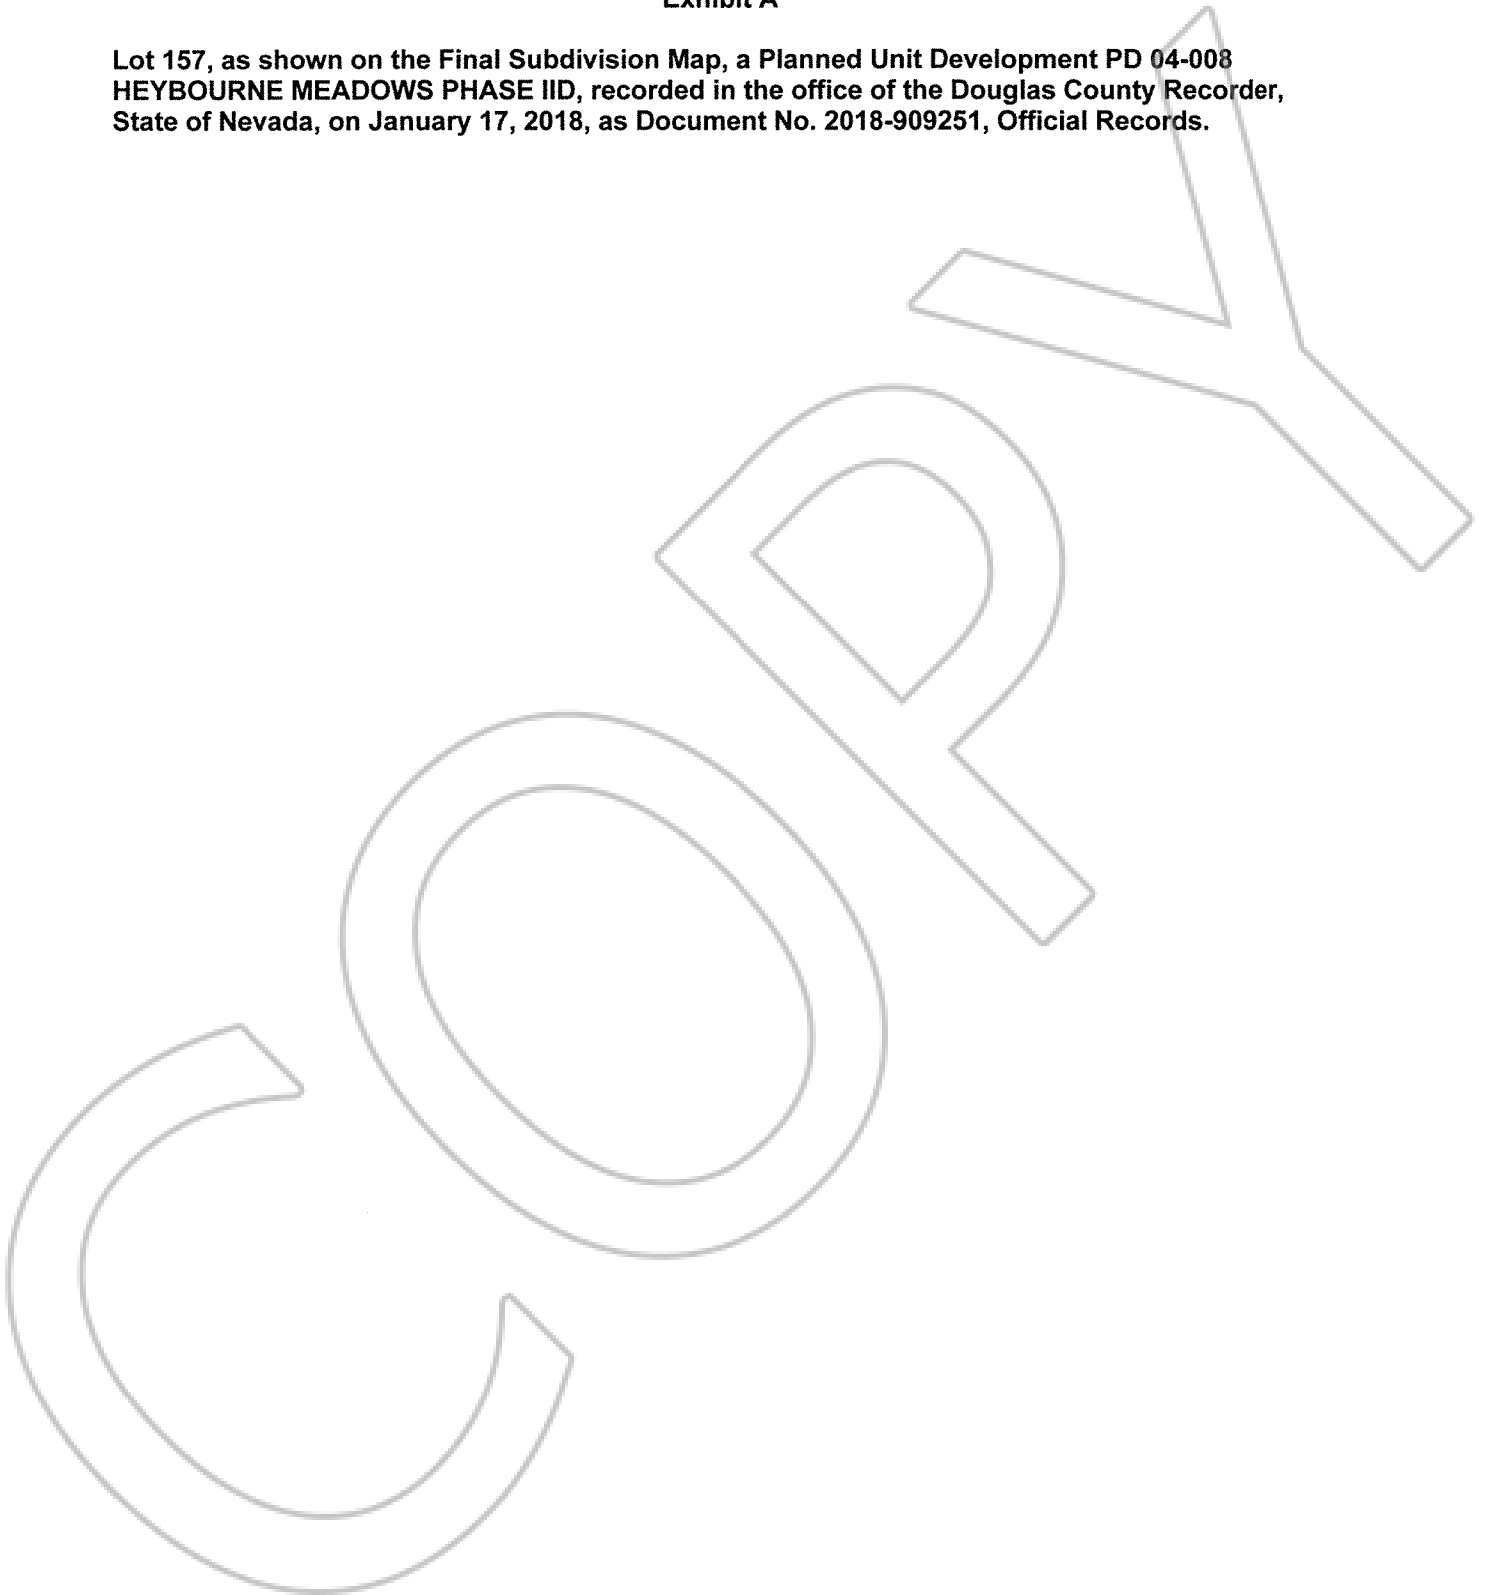 Exhibit A
Lot 157, as shown on the Final Subdivision Map, a Planned Unit Development PD 04-008
HEYBOURNE MEADOWS PHASE IID, recorded in the office of the Douglas County Recorder,
State of Nevada, on January 17, 2018, as Document No. 2018-909251, Official Records.
COPY